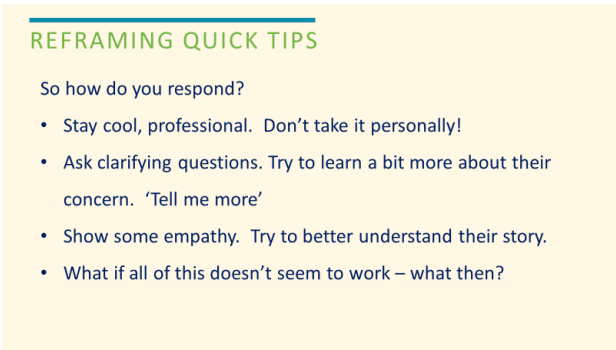 REFRAMING QUICK TIPS
So how do you respond?
• Stay cool, professional.  Don't take it personally!
• Ask clarifying questions. Try to learn a bit more about their
concern.  ‘Tell me more’
• Show some empathy.  Try to better understand their story.
• What if all of this doesn't seem to work – what then?